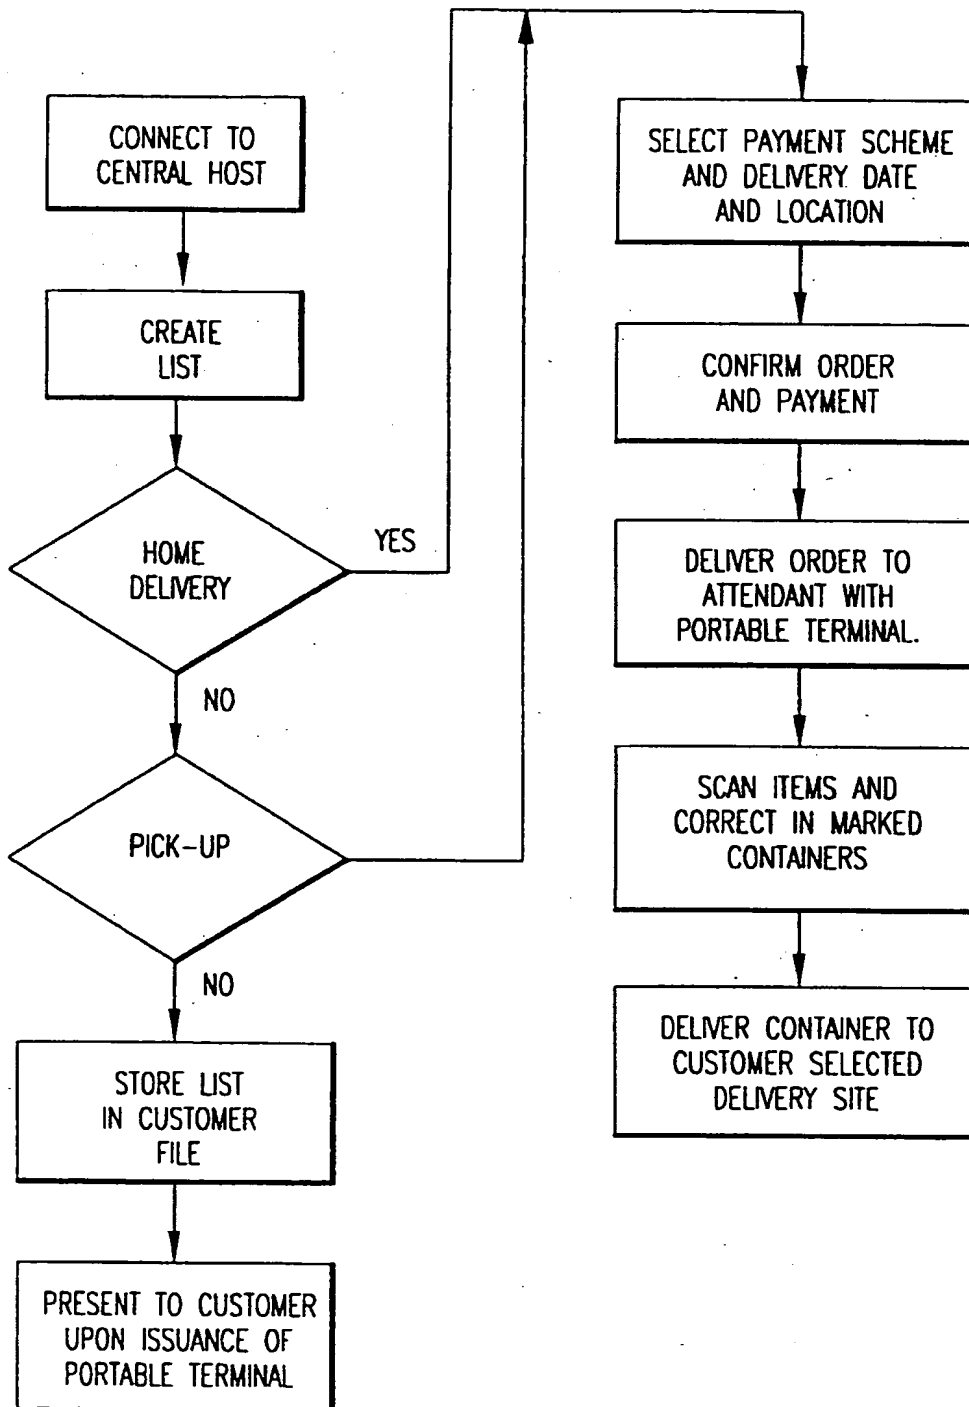 CONNECT TO
CENTRAL HOST
CREATE
LIST
HOME
DELIVERY
YES
NO
PICK-UP
NO
STORE LIST
IN CUSTOMER
FILE
PRESENT TO CUSTOMER
UPON ISSUANCE OF
PORTABLE TERMINAL
SELECT PAYMENT SCHEME
AND DELIVERY DATE
AND LOCATION
CONFIRM ORDER
AND PAYMENT
DELIVER ORDER TO
ATTENDANT WITH
PORTABLE TERMINAL.
SCAN ITEMS AND
CORRECT IN MARKED
CONTAINERS
DELIVER CONTAINER TO
CUSTOMER SELECTED
DELIVERY SITE